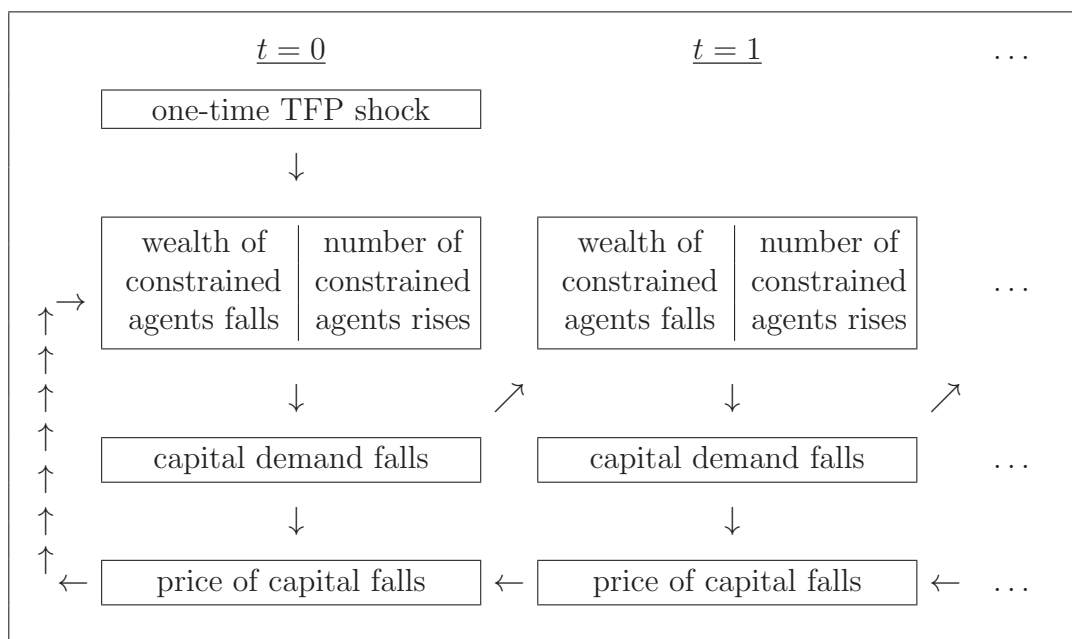 t = 0 t = 1 ...
one-time TFP shock
↓
wealth of number of wealth of number of
constrained constrained constrained constrained ...
→ agents falls agents rises agents falls agents rises
↑
↑
↑ ↓ ↗ ↓ ↗
↑
capital demand falls capital demand falls ...
↑
↑ ↓ ↓
↑
← price of capital falls ← price of capital falls ← ...